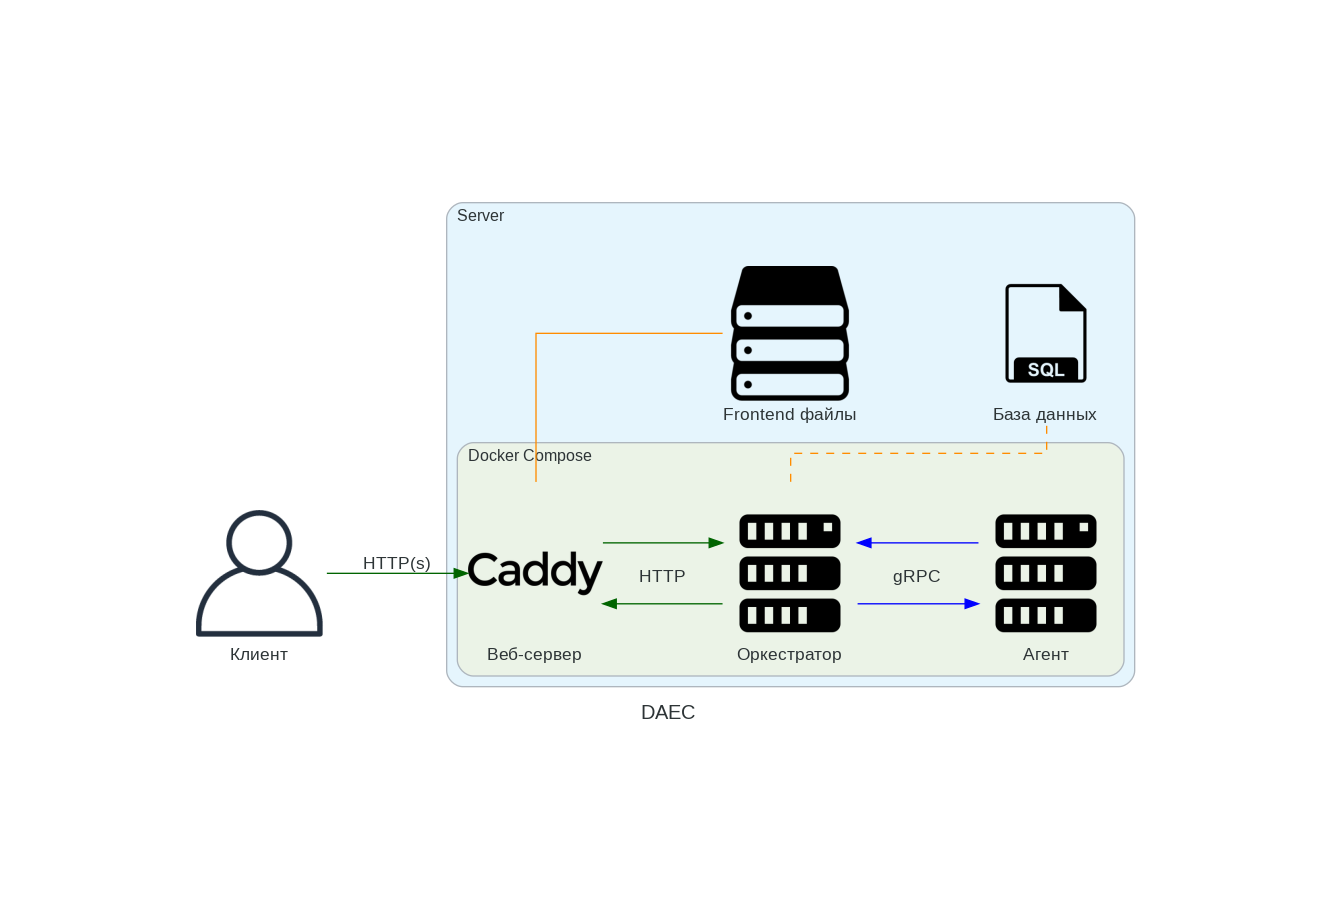 Server
SQL
Frontend файлы
База данных
Docker Compose
HTTP(s)
Caddy
HTTP
gRPC
Клиент
Веб-сервер
Оркестратор
Агент
DAEC